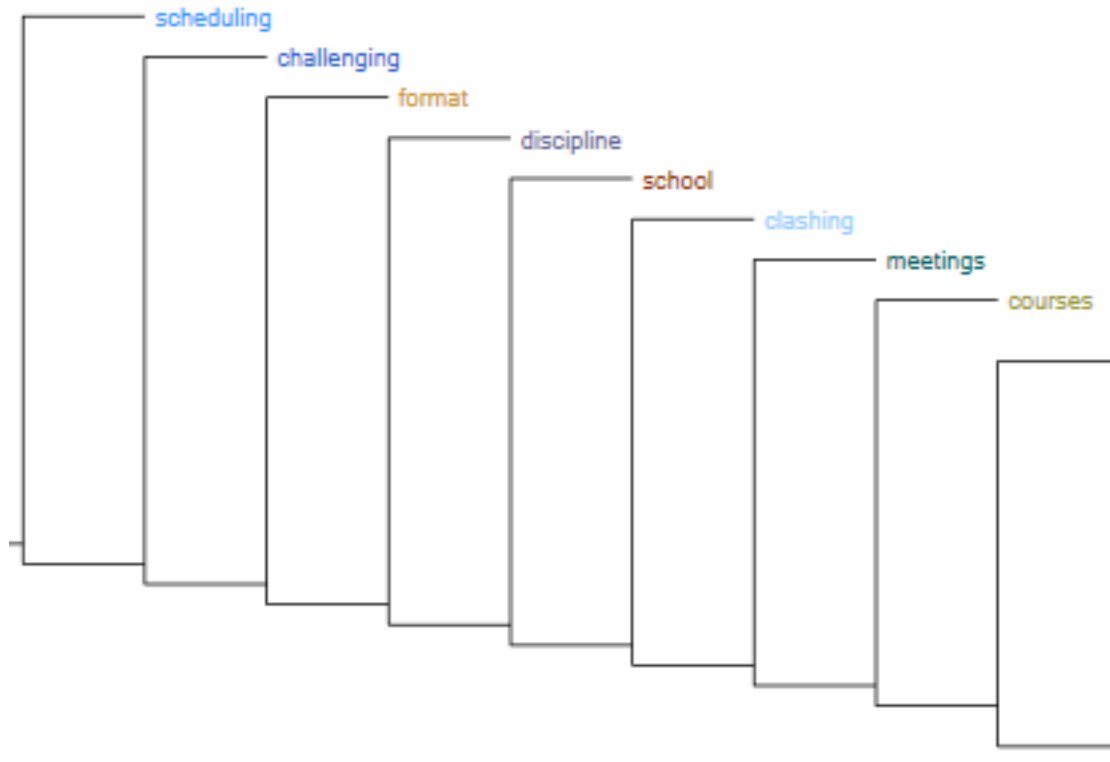 scheduling
challenging
format
discipline
school
clashing
meetings
courses